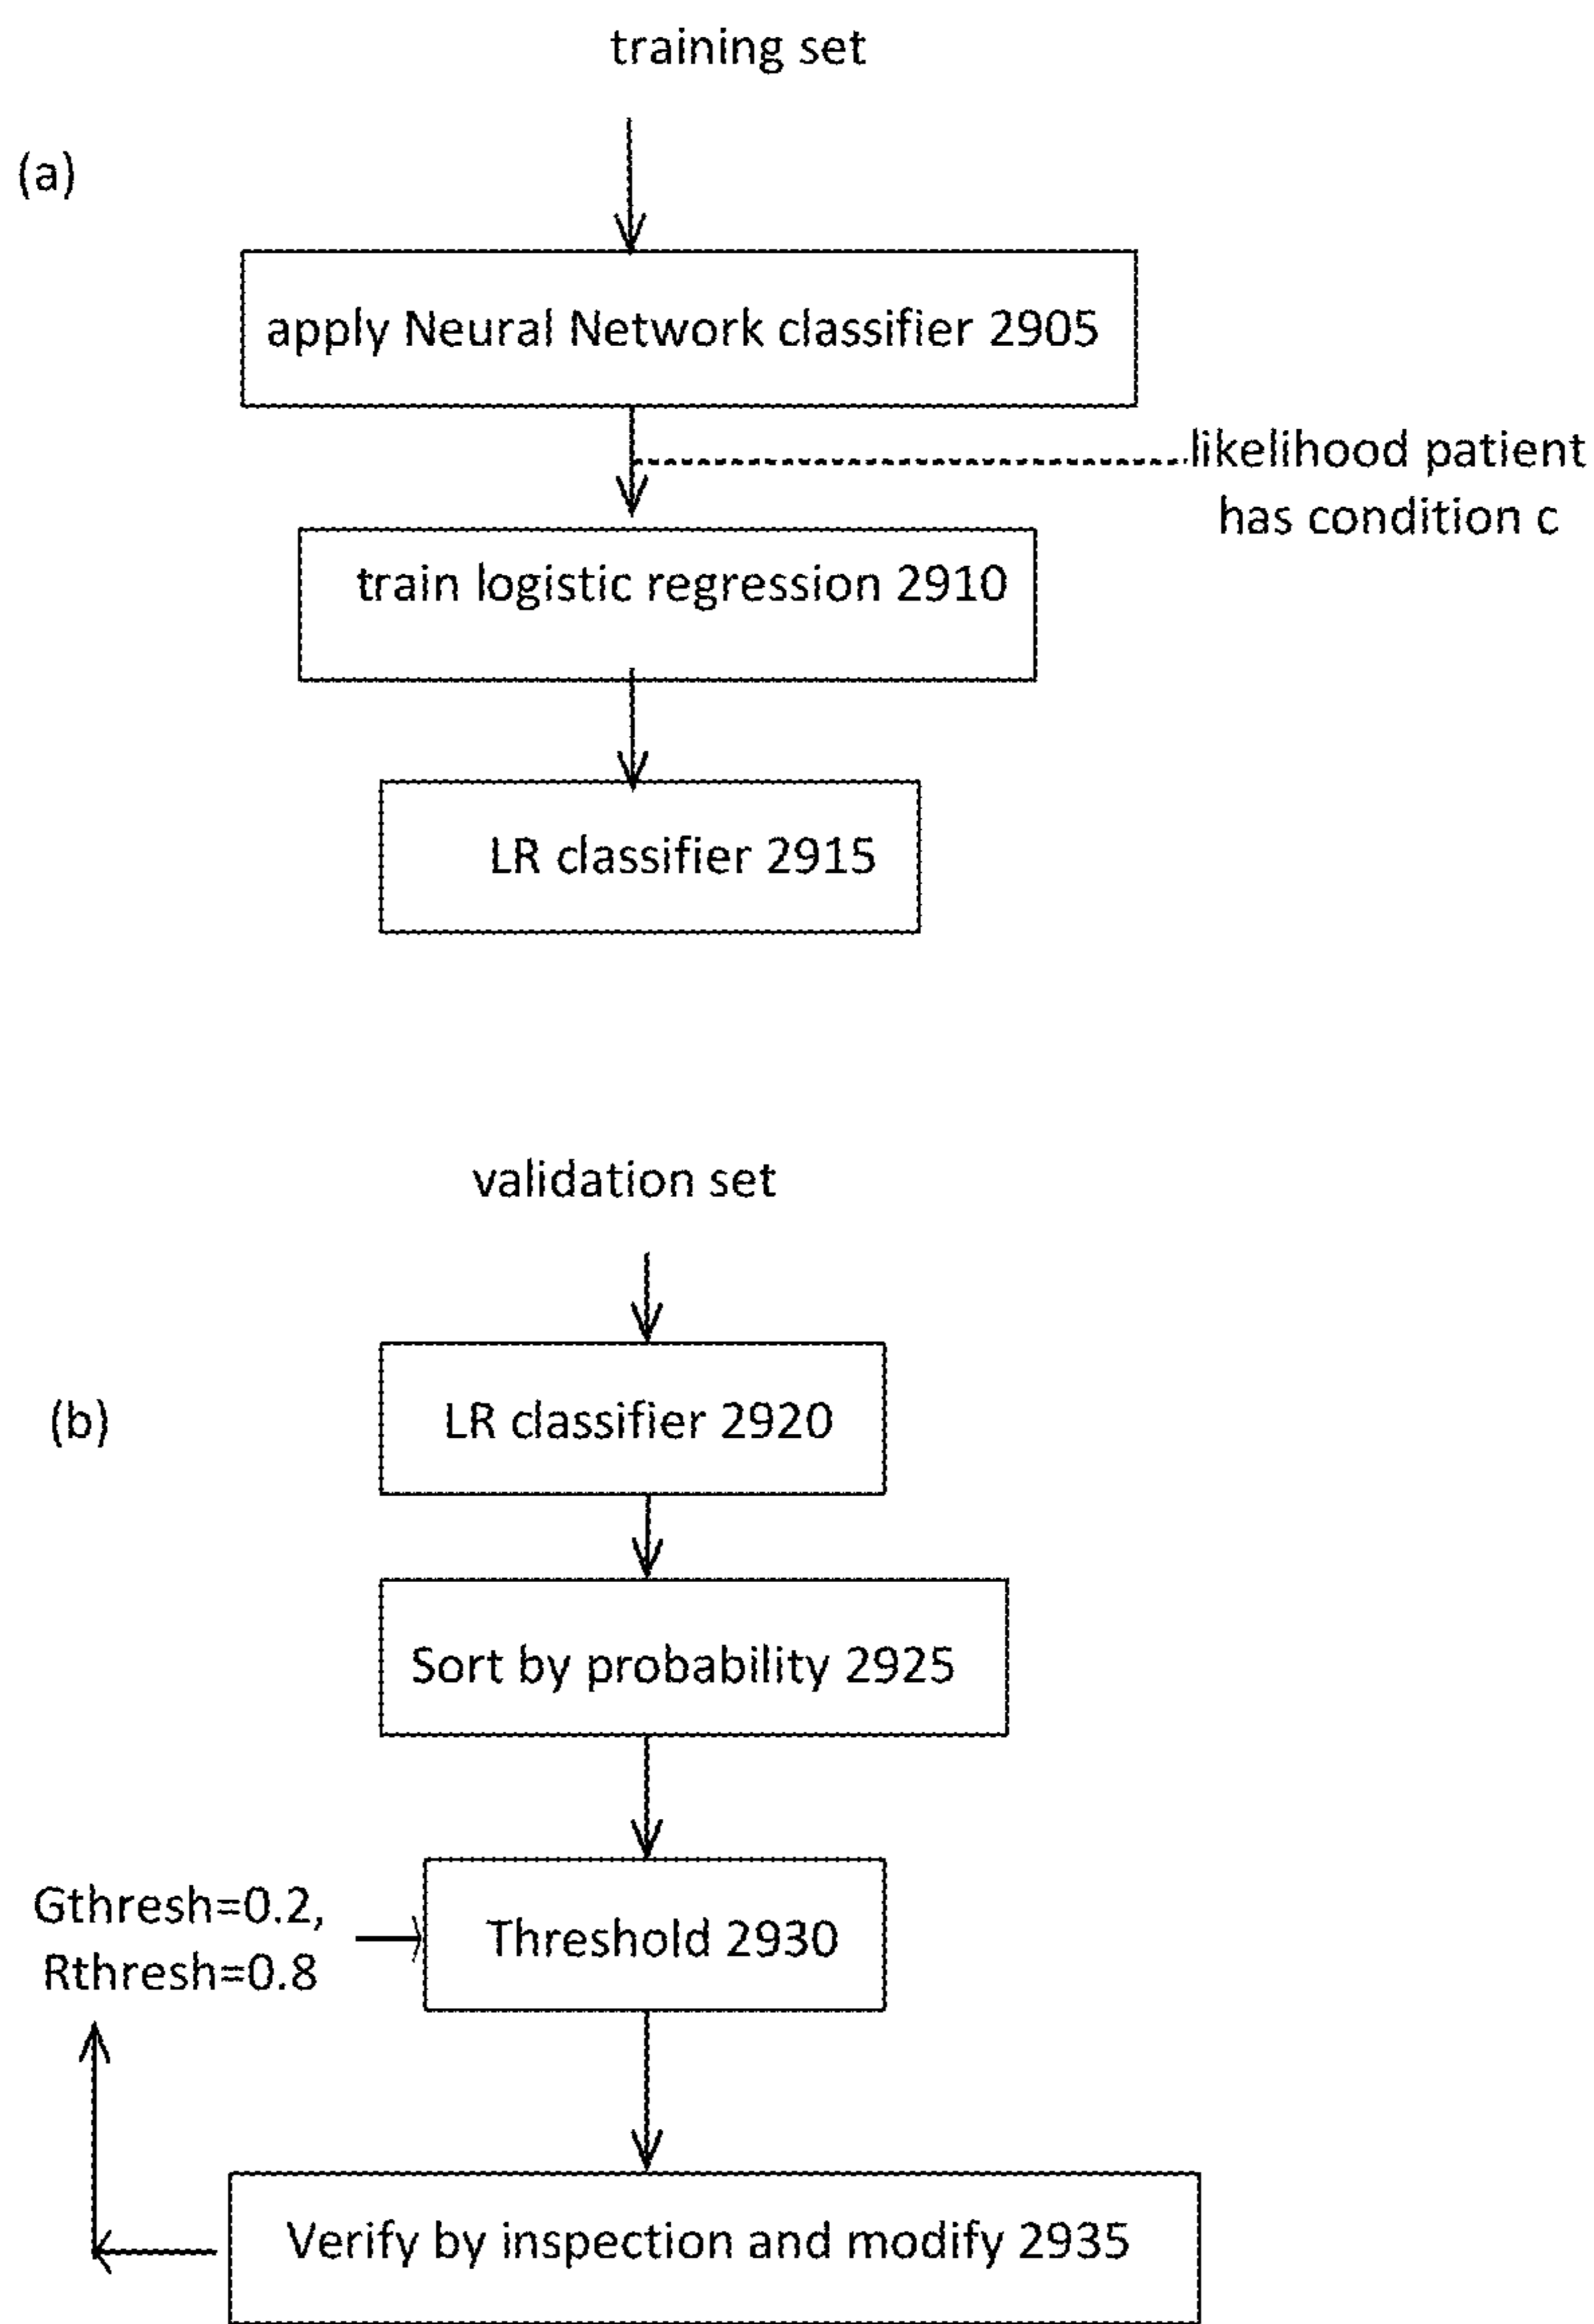 training set
(a)
apply Neural Network classifier 2905
likelihood patient
has condition c
train logistic regression 2910
LR classifier 2915
validation set
(b)
LR classifier 2920
Sort by probability 2925
Gthresh=0.2,
Rthresh=0.8
Threshold 2930
Verify by inspection and modify 2935